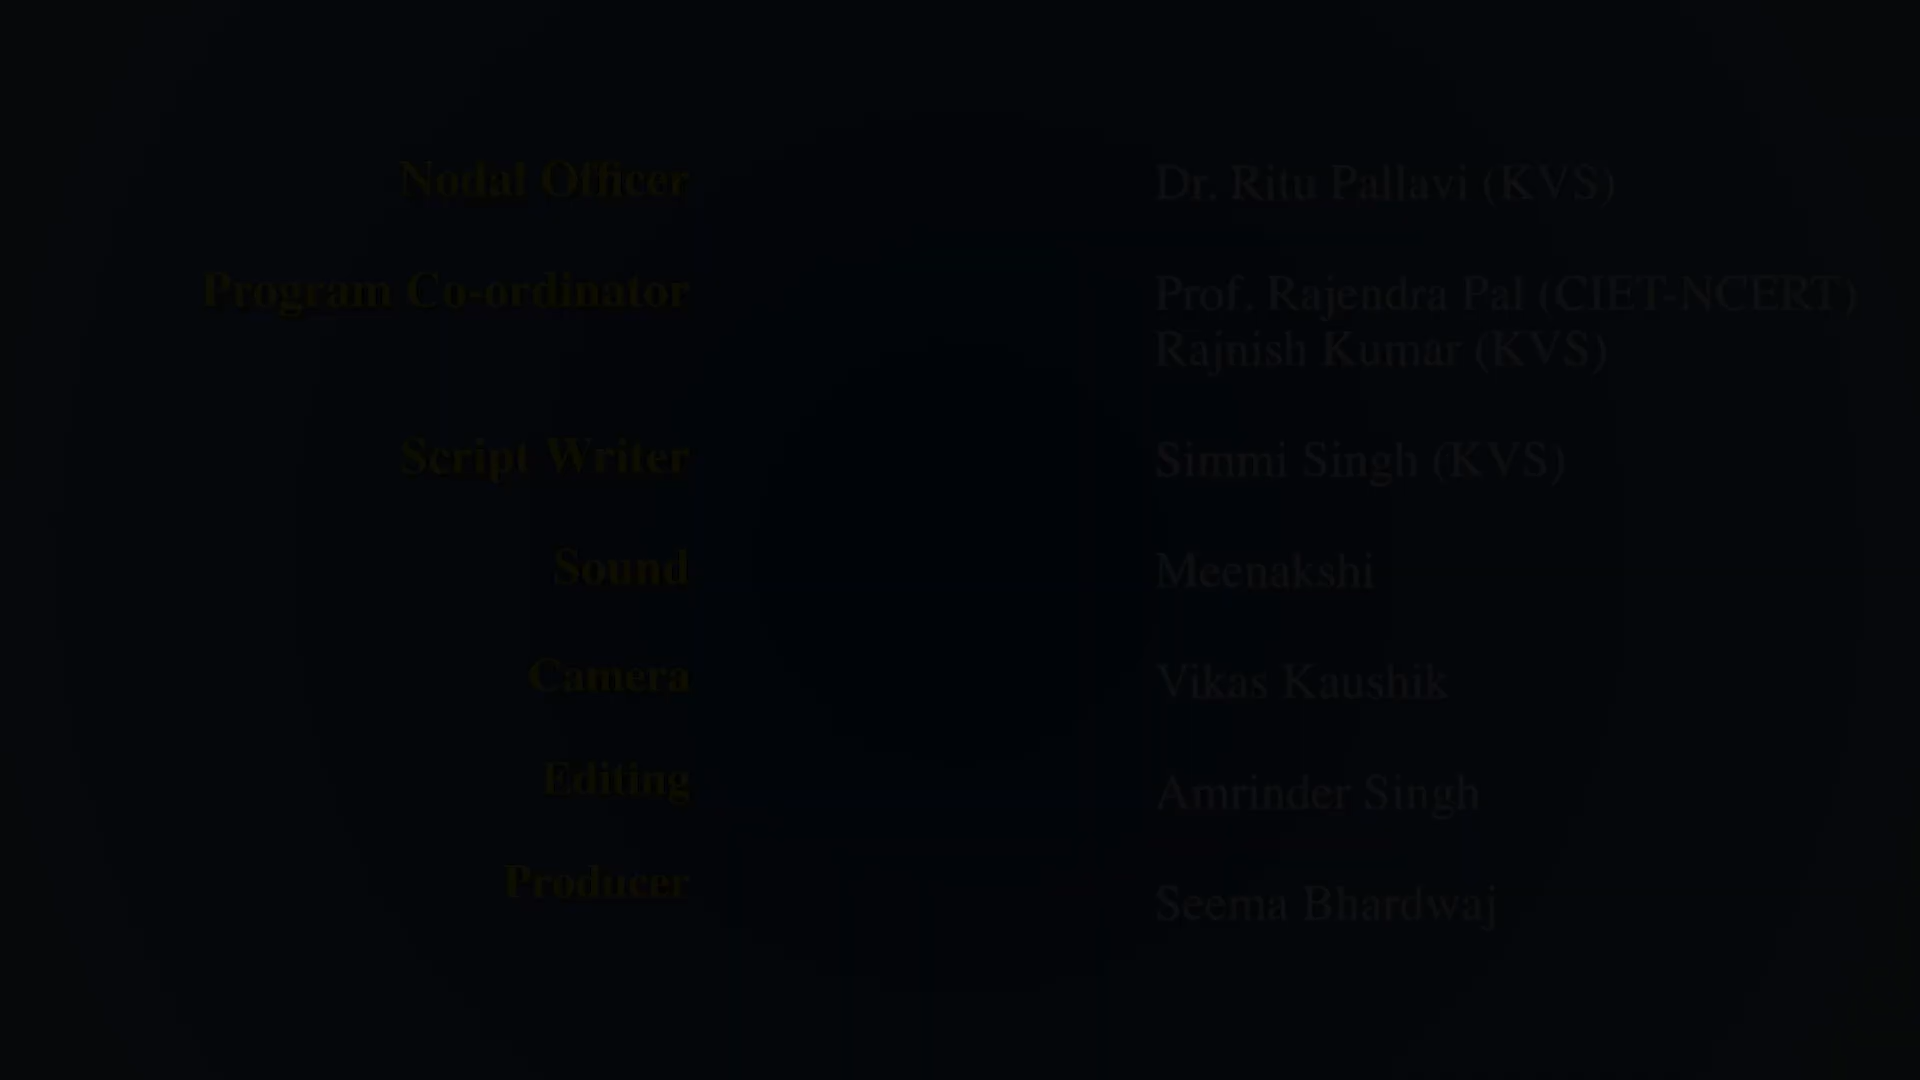 Nodal Officer Dr. Ritu Pallavi (KVS)
Program Co-ordinator Prof. Rajendra Pal (CIET-NCERT)
Rajnish Kumar (KVS)
Script Writer Simmi Singh (KVS)
Sound Meenakshi
Camera Vikas Kaushik
Editing Amrinder Singh
Producer Seema Bhardwaj